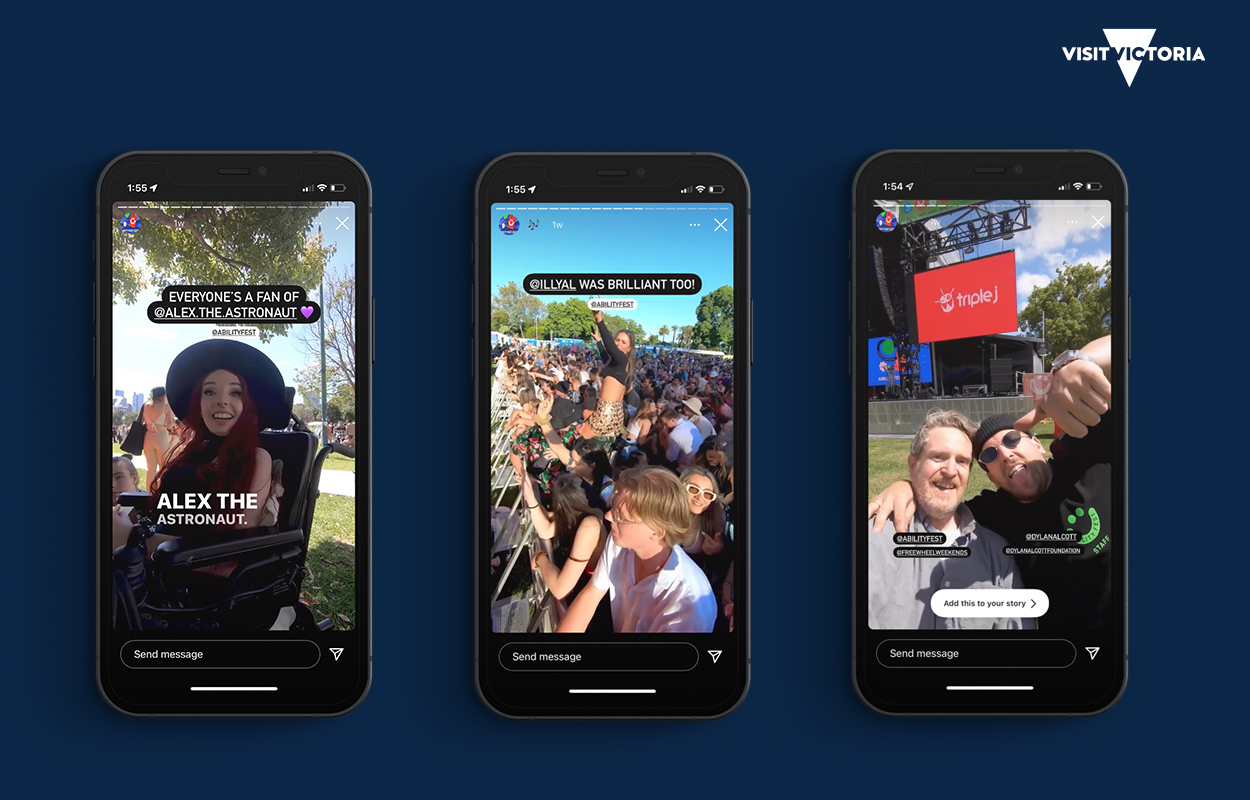 VISIT VICTORIA
1:55
EVERYONE'S A FAN OF
@ALEX.THE.ASTRONAUT
@ABILITYFEST
ALEX THE
ASTRONAUT.
Send message
1:55
1w
@ILLYAL WAS BRILLIANT TOO!
@ABILITYFEST
Send message
1:54
triple j
@ABILITYFEST
@FREEWHEELWEEKENDS
@DYLANALCOTT
@DYLANALCOTTFOUNDATION
STAFF
Add this to your story
Send message